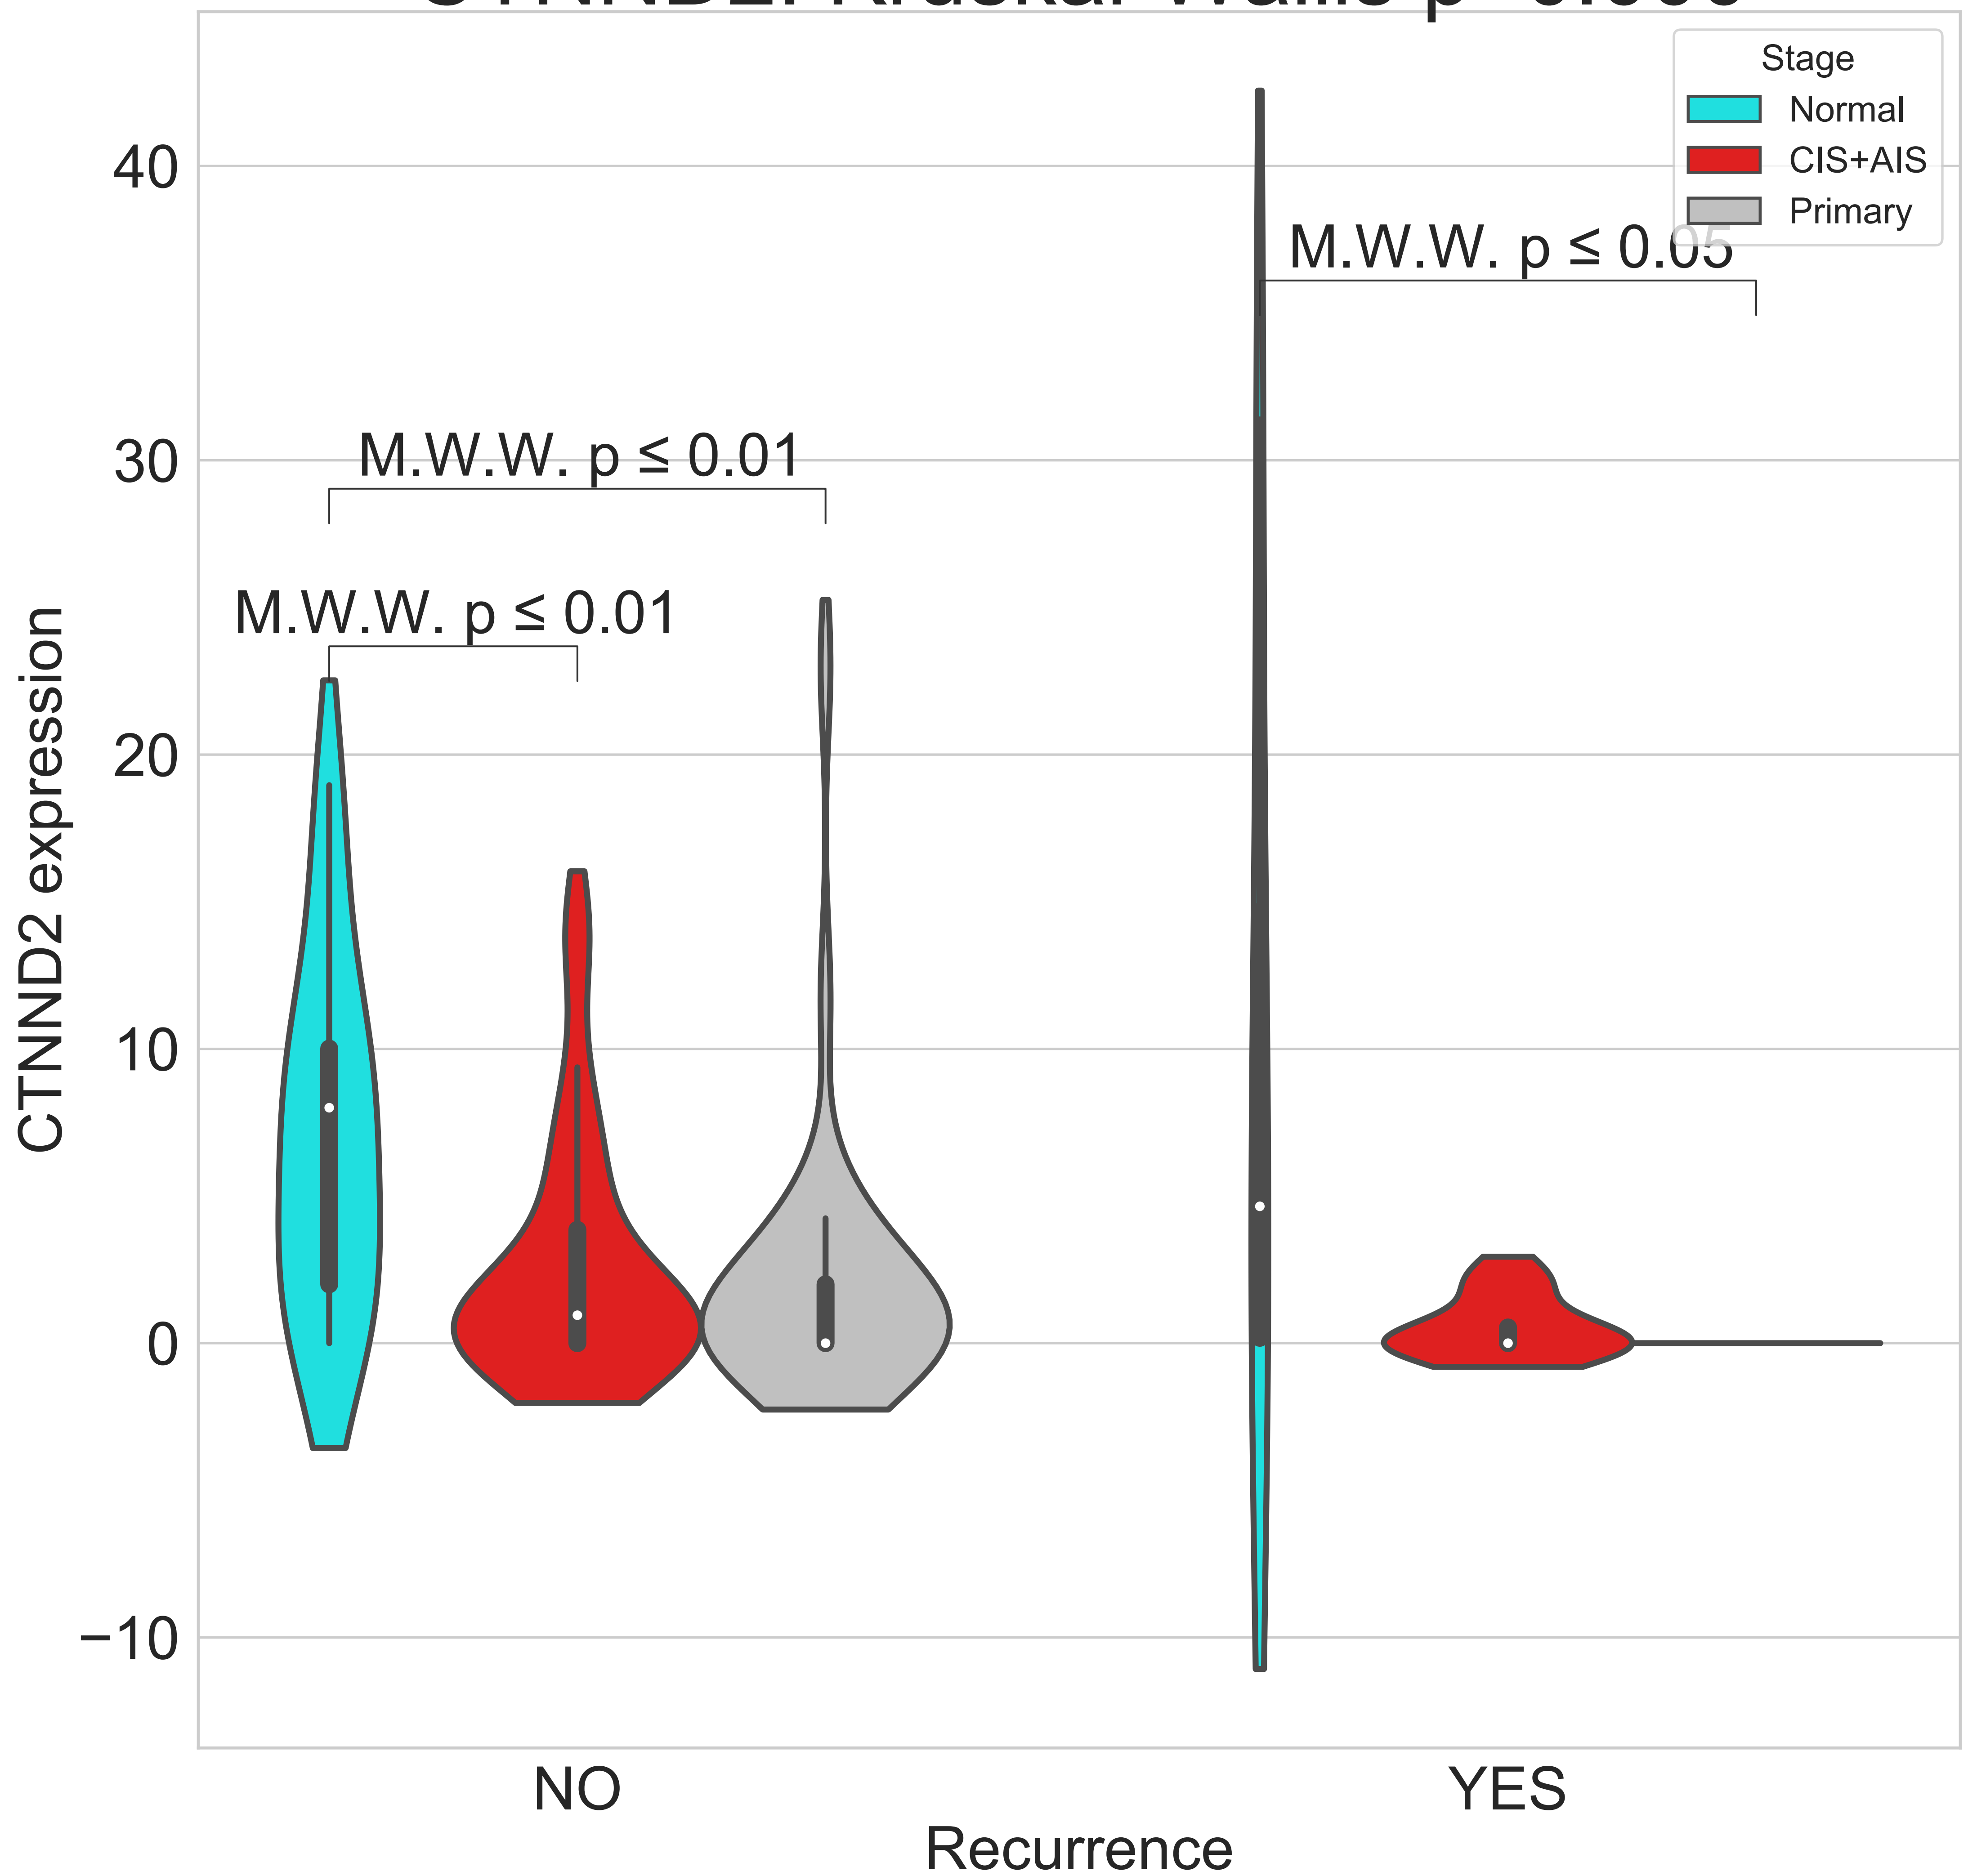 Stage
Normal
CIS+AIS
Primary
40
M.W.W. p ≤ 0.05
30
M.W.W. p ≤ 0.01
M.W.W. p ≤ 0.01
20
10
0
−10
CTNND2 expression
NO
YES
Recurrence